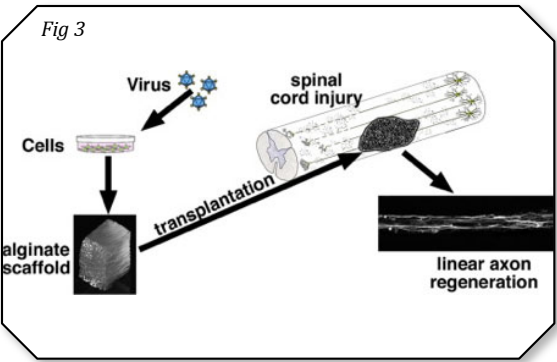 Fig 3
Virus
spinal
cord injury
Cells
transplantation
alginate
scaffold
linear axon
regeneration